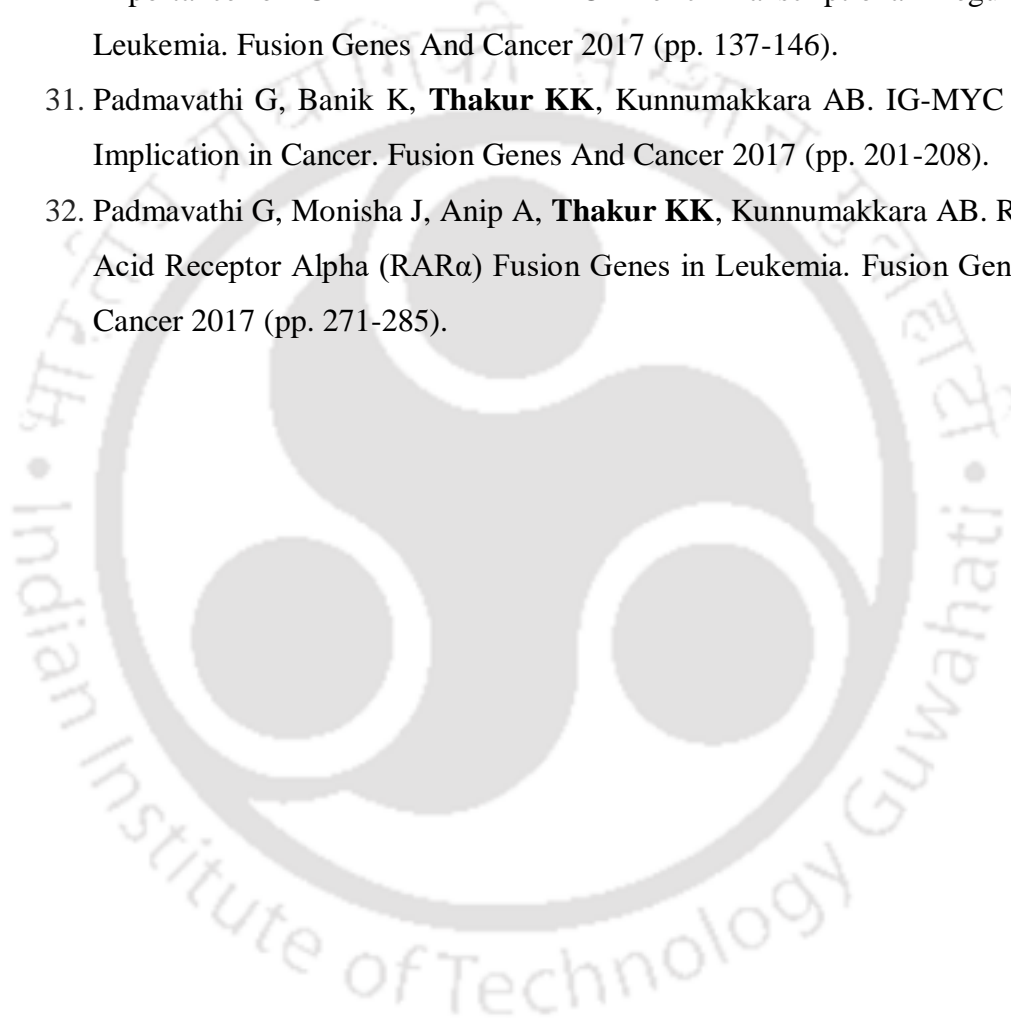 Leukemia. Fusion Genes And Cancer 2017 (pp. 137-146).
31. Padmavathi G, Banik K, Thakur KK, Kunnumakkara AB. IG-MYC
Implication in Cancer. Fusion Genes And Cancer 2017 (pp. 201-208).
32. Padmavathi G, Monisha J, Anip A, Thakur KK, Kunnumakkara AB. R
Acid Receptor Alpha (RARα) Fusion Genes in Leukemia. Fusion Gen
Cancer 2017 (pp. 271-285).
भारतीय प्रौद्योगिकी संस्थान गुवाहाटी
• Indian Institute of Technology Guwahati •